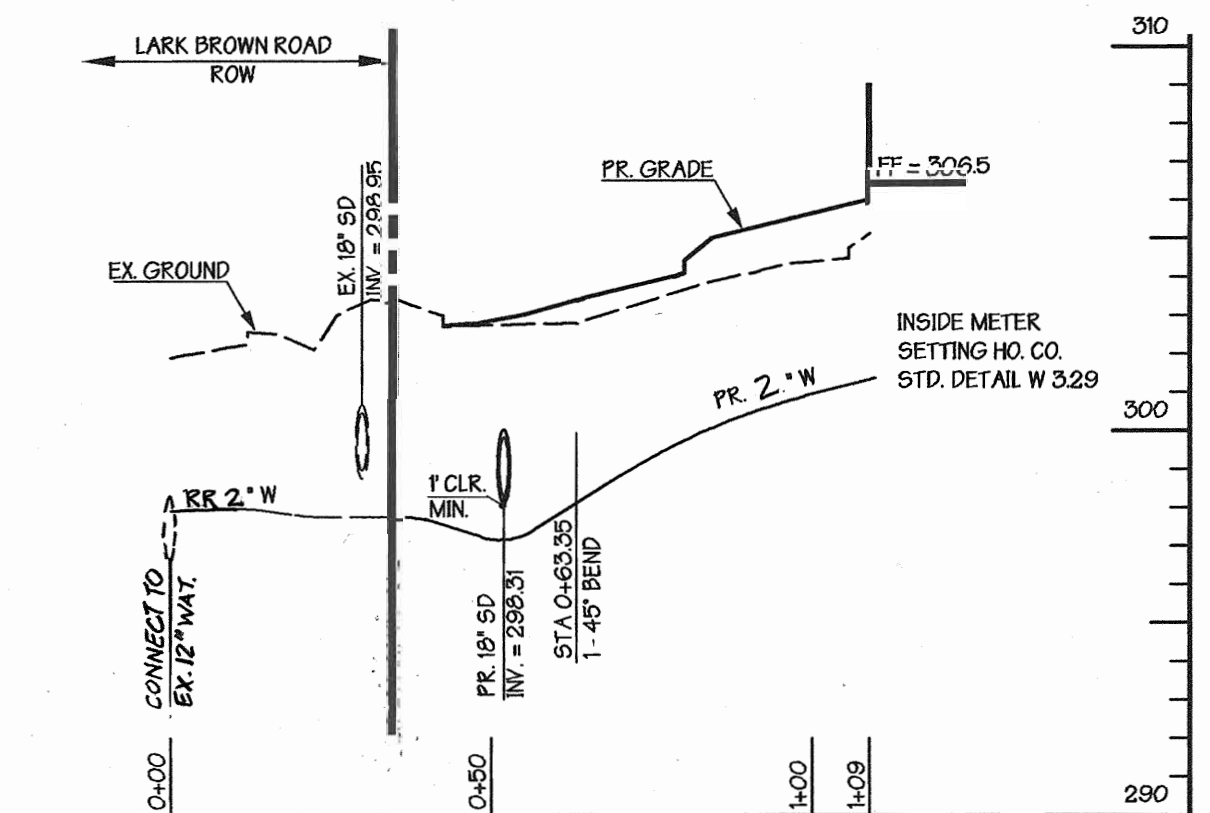 310
LARK BROWN ROAD
ROW
PR. GRADE
FF = 306.5
EX. 18" SD
INV. = 298.95
EX. GROUND
INSIDE METER
SETTING HO. CO.
STD. DETAIL W 3.29
PR. 2." W
300
1' CLR.
MIN.
RR 2." W
CONNECT TO
EX. 12" WAT.
PR. 18" SD
INV. = 298.31
STA 0+63.35
1 - 45° BEND
0+00
0+50
1+00
1+09
290